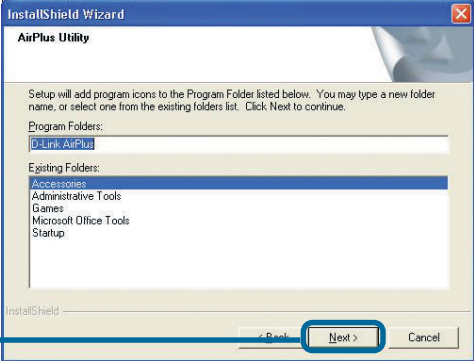 InstallShield Wizard
AirPlus Utility
Setup will add program icons to the Program Folder listed below. You may type a new folder
name, or select one from the existing folders list. Click Next to continue.
Program Folders:
D-Link AirPlus
Existing Folders:
Accessories
Administrative Tools
Games
Microsoft Office Tools
Startup
InstallShield
< Back Next > Cancel